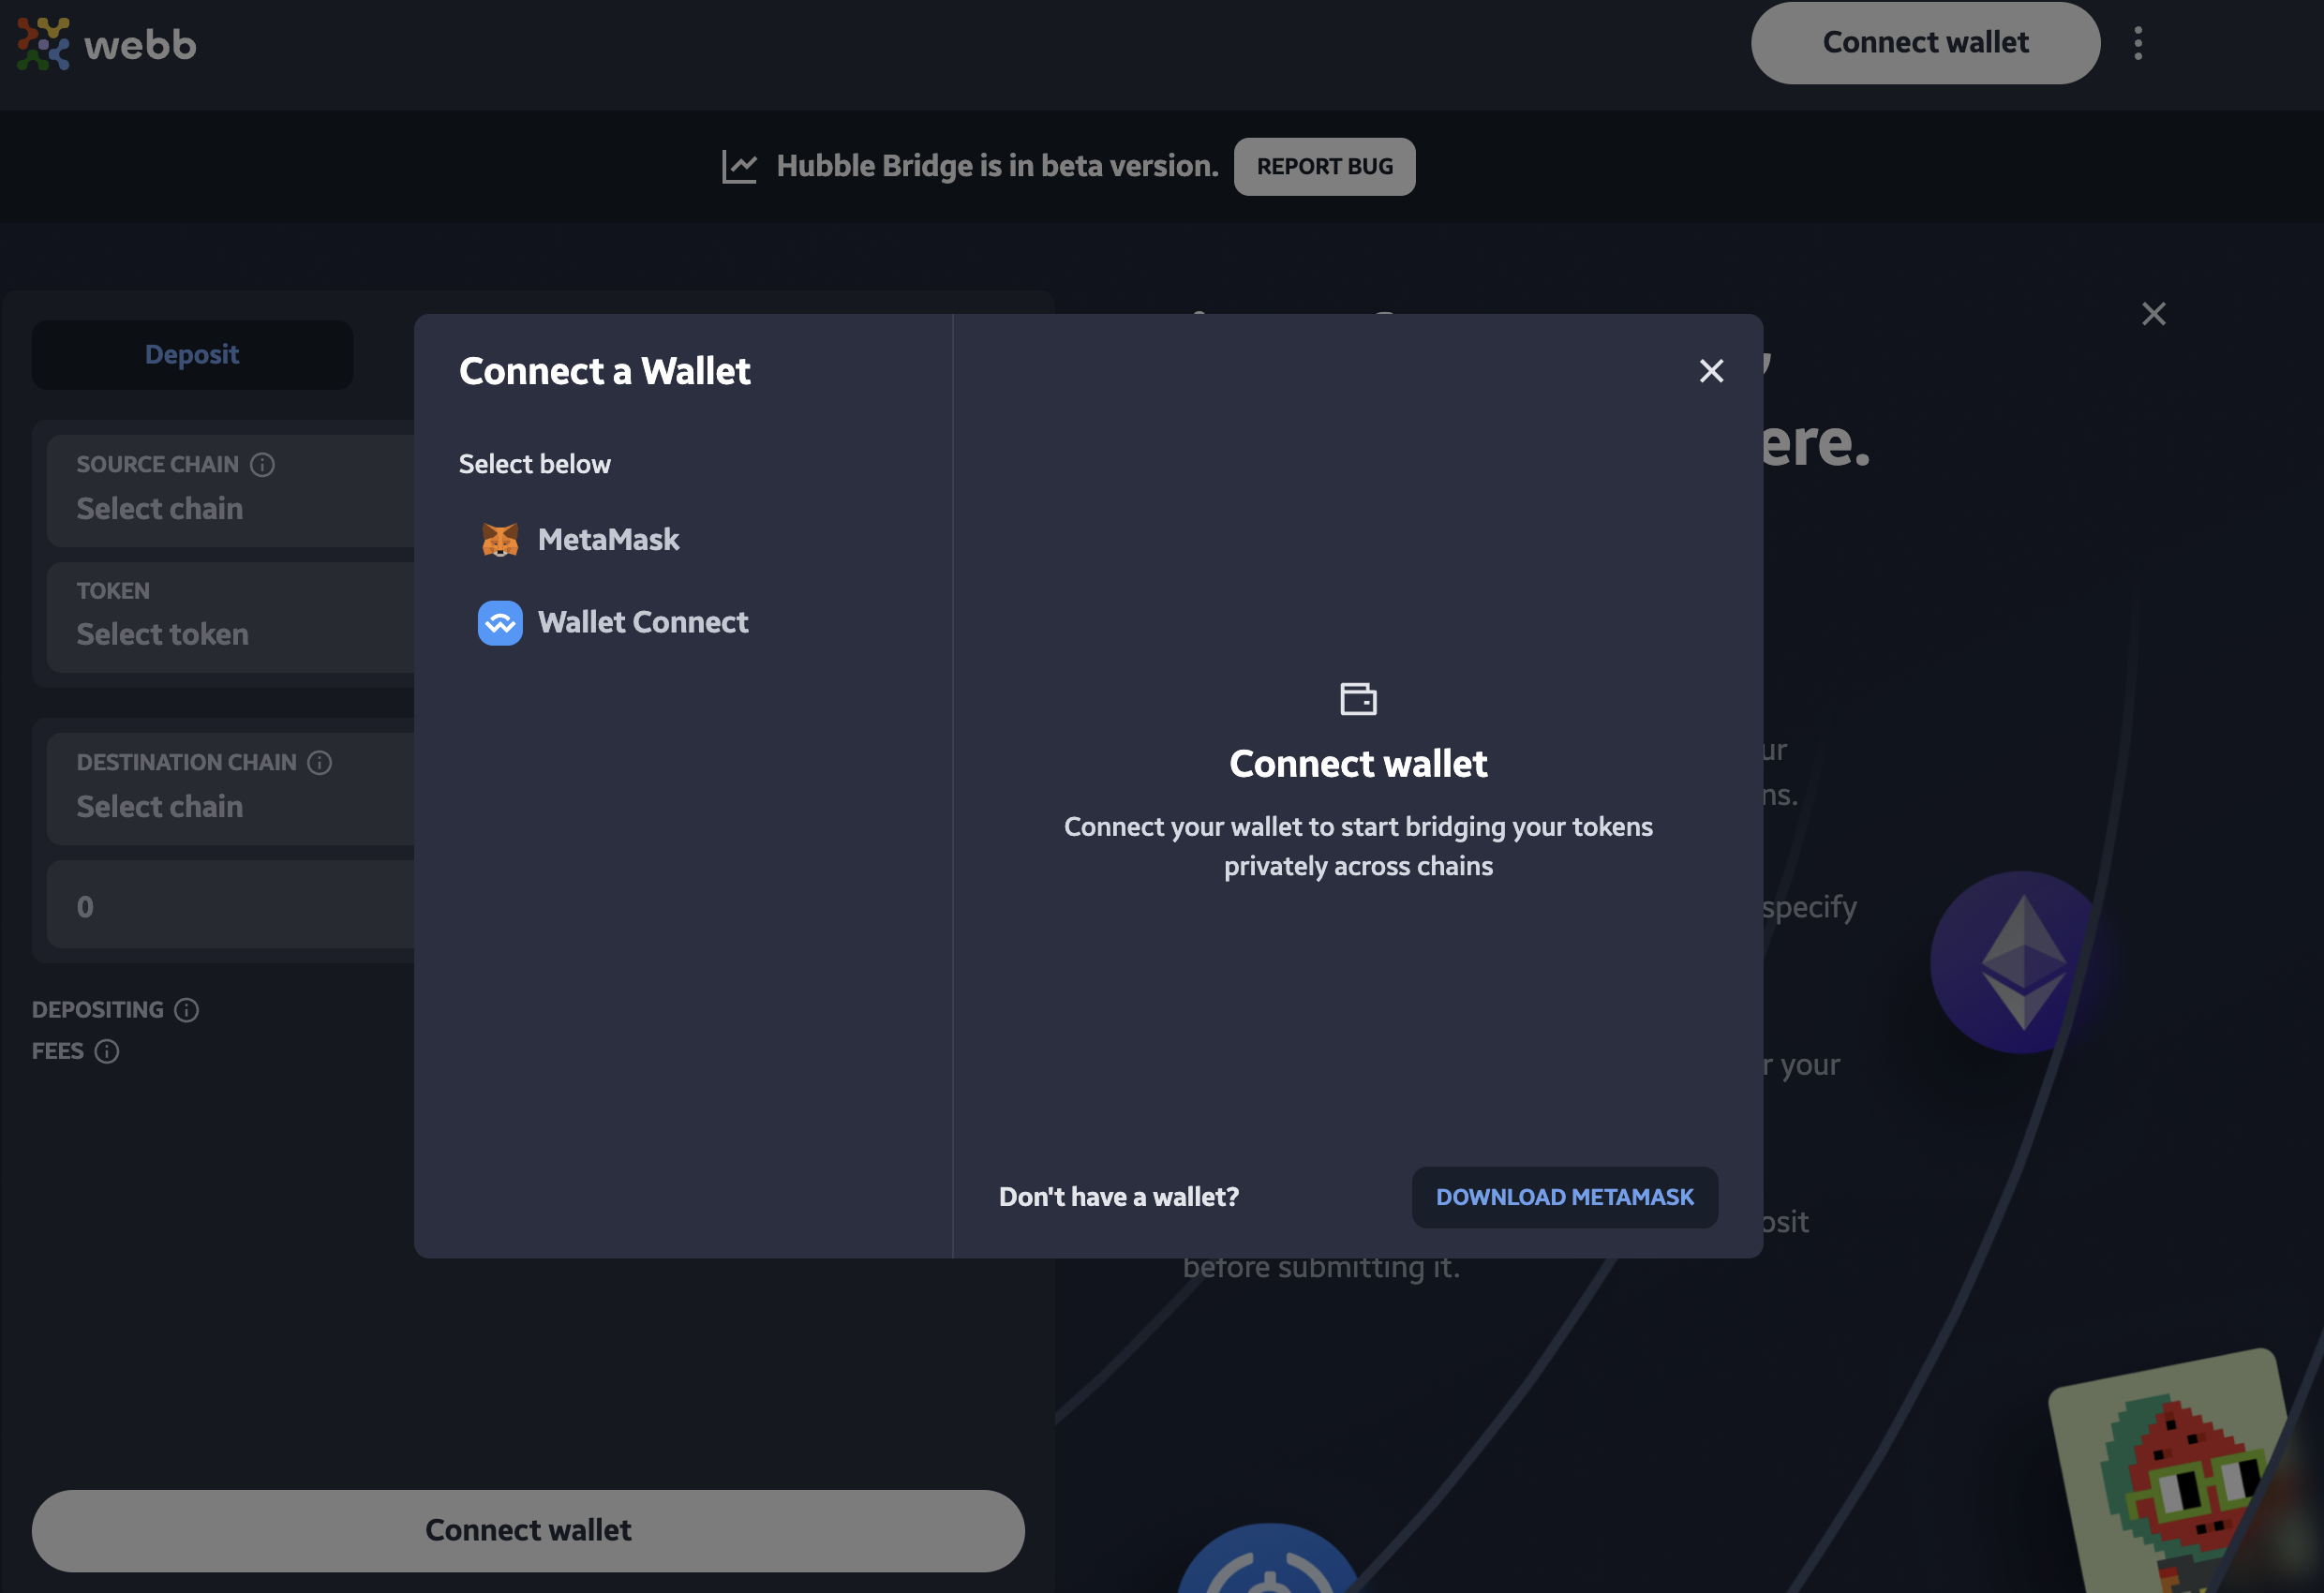 webb
Connect wallet
Hubble Bridge is in beta version.
REPORT BUG
Deposit
SOURCE CHAIN
Select chain
TOKEN
Select token
DESTINATION CHAIN
Select chain
0
DEPOSITING
FEES
Connect wallet
Connect a Wallet
Select below
MetaMask
Wallet Connect
Connect wallet
Connect your wallet to start bridging your tokens
privately across chains
Don't have a wallet?
DOWNLOAD METAMASK
ere.
ur
ns.
specify
r your
osit
before submitting it.